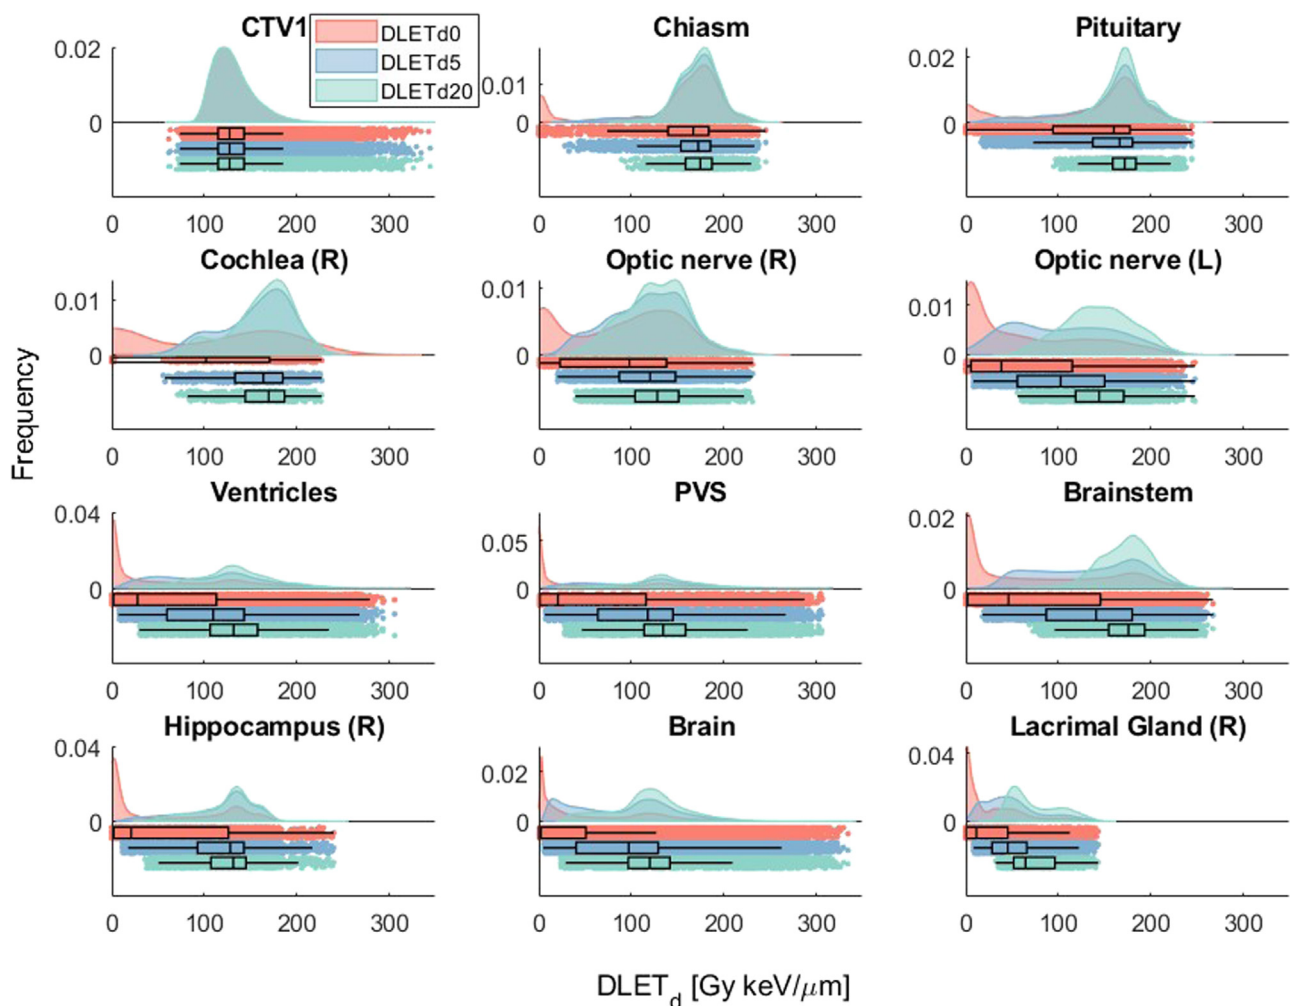 CTV1 Chiasm Pituitary
DLETd0
DLETd5
DLETd20
0.02 0.01 0.02
0 0 0
0 100 200 300 0 100 200 300 0 100 200 300
Cochlea (R) Optic nerve (R) Optic nerve (L)
0.01 0.01 0.01
0 0 0
0 100 200 300 0 100 200 300 0 100 200 300
Frequency
Ventricles PVS Brainstem
0.04 0.05 0.02
0 0 0
0 100 200 300 0 100 200 300 0 100 200 300
Hippocampus (R) Brain Lacrimal Gland (R)
0.04 0.02 0.04
0 0 0
0 100 200 300 0 100 200 300 0 100 200 300
DLETd [Gy keV/μm]